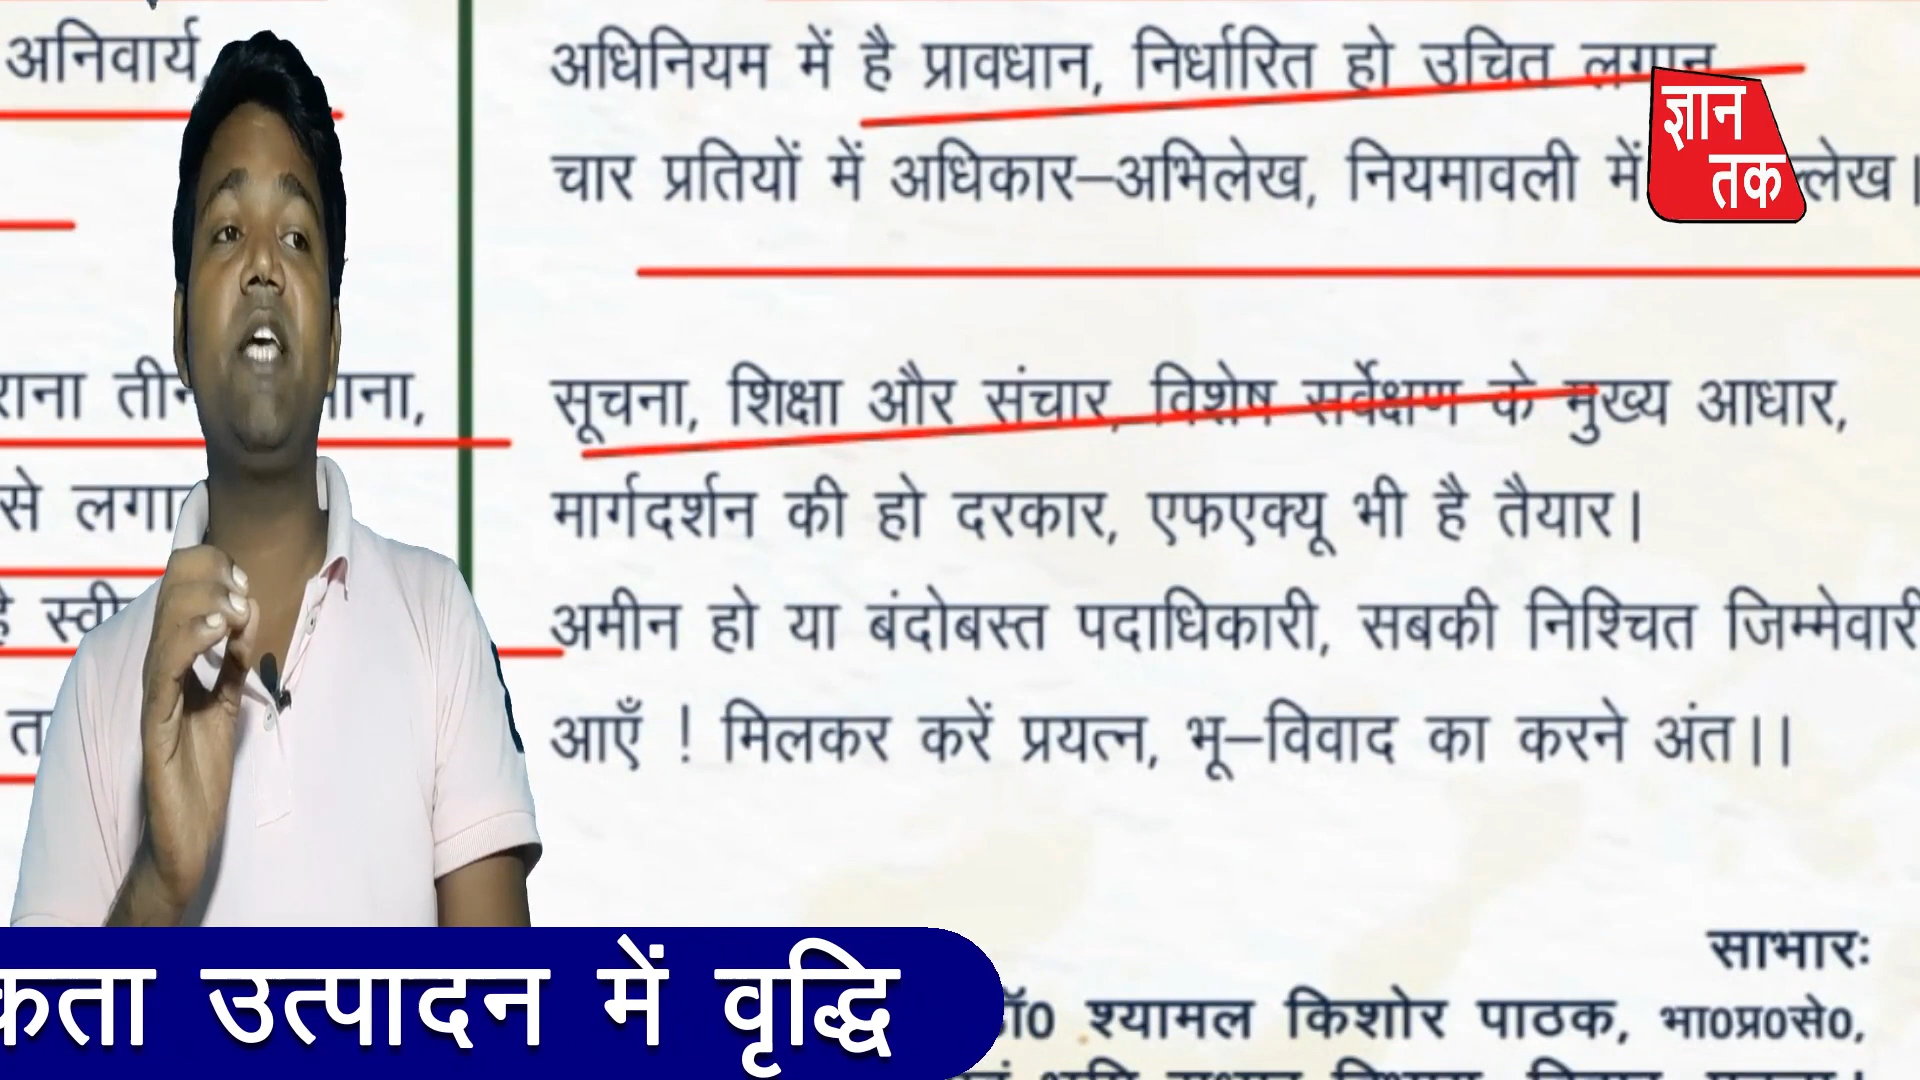 अनिवार्य
तीन
से
अधिनियम में है प्रावधान, निर्धारित हो उचित लगान
चार प्रतियों में अधिकार–अभिलेख, नियमावली में
सूचना, शिक्षा और संचार, विशेष सर्वेक्षण के मुख्य आधार,
मार्गदर्शन की हो दरकार, एफएक्यू भी है तैयार।
अमीन हो या बंदोबस्त पदाधिकारी, सबकी निश्चित जिम्मेवारी
आएँ ! मिलकर करें प्रयत्न, भू–विवाद का करने अंत।।
ज्ञान
तक
साभारः
श्यामल किशोर पाठक, भा0प्र0से0,
उत्पादन में वृद्धि